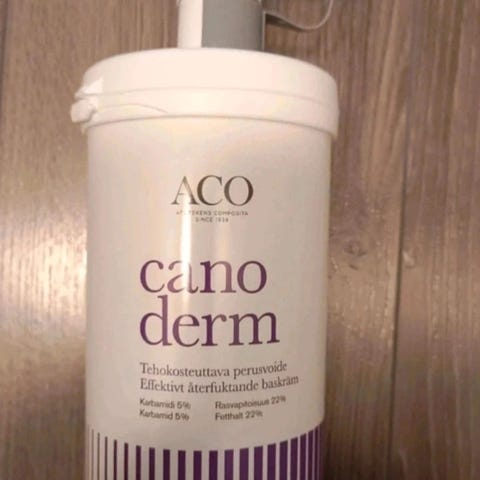 ACO
APOTEKENS COMPOSITA
SINCE 1939
cano
derm
Tehokosteuttava perusvoide
Effektivt återfuktande baskräm
Karbamidi 5% Rasvapitoisuus 22%
Karbamid 5% Fetthalt 22%